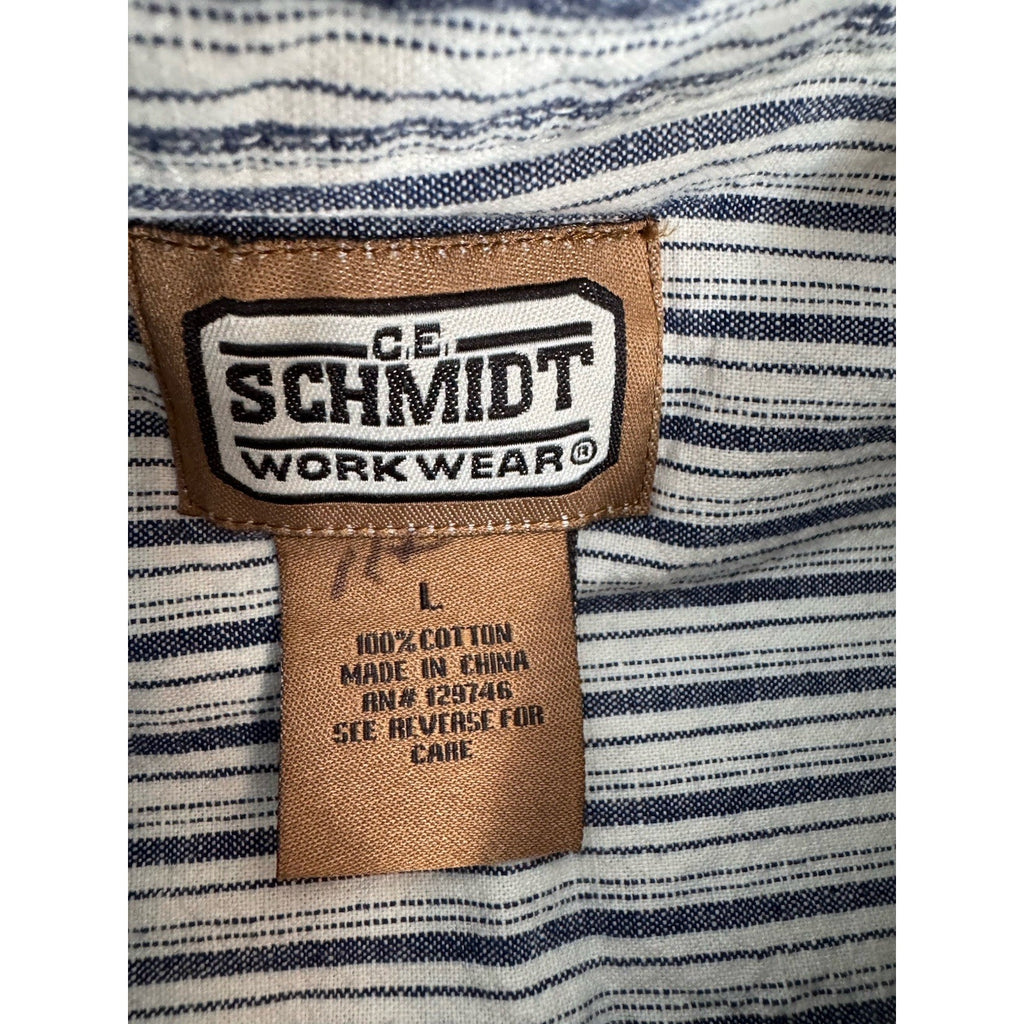 C.E.
SCHMIDT
WORKWEAR®
L
100% COTTON
MADE IN CHINA
RN# 129746
SEE REVERSE FOR
CARE